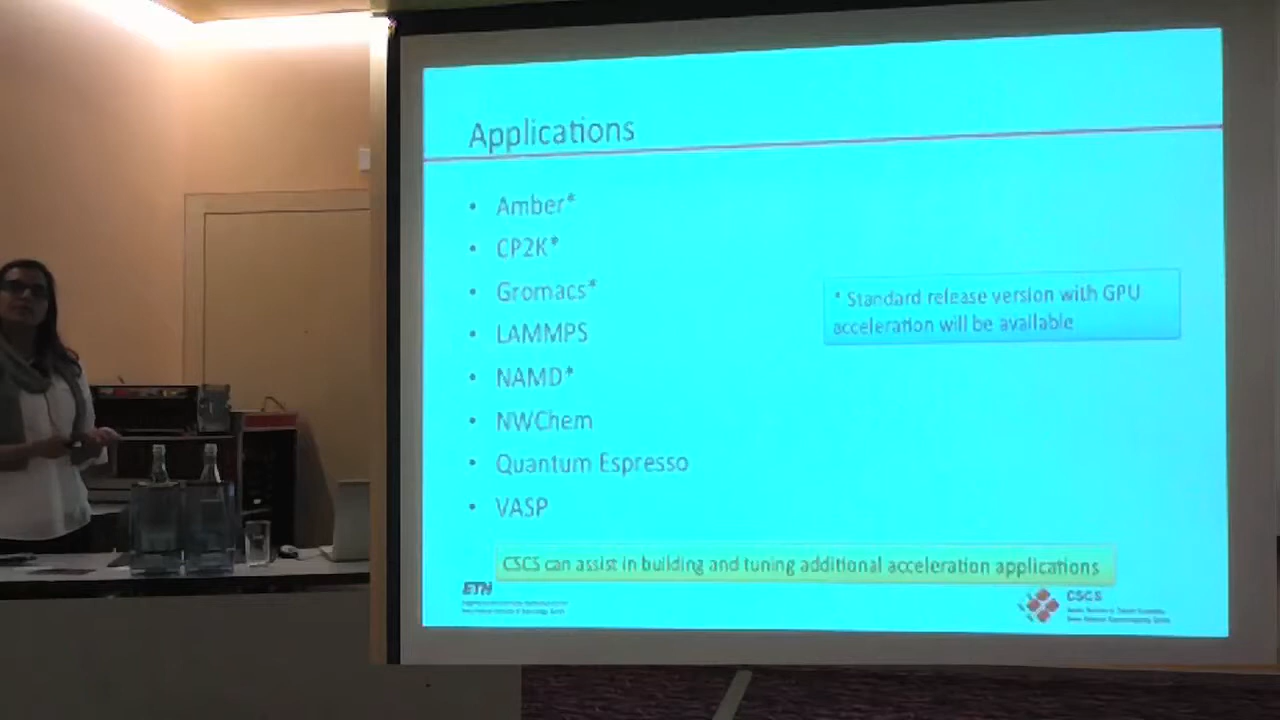 Applications
• Amber*
• CP2K*
• Gromacs*
• LAMMPS
• NAMD*
• NWChem
• Quantum Espresso
• VASP
* Standard release version with GPU
acceleration will be available
CSCS can assist in building and tuning additional acceleration applications
ETH
CSCS